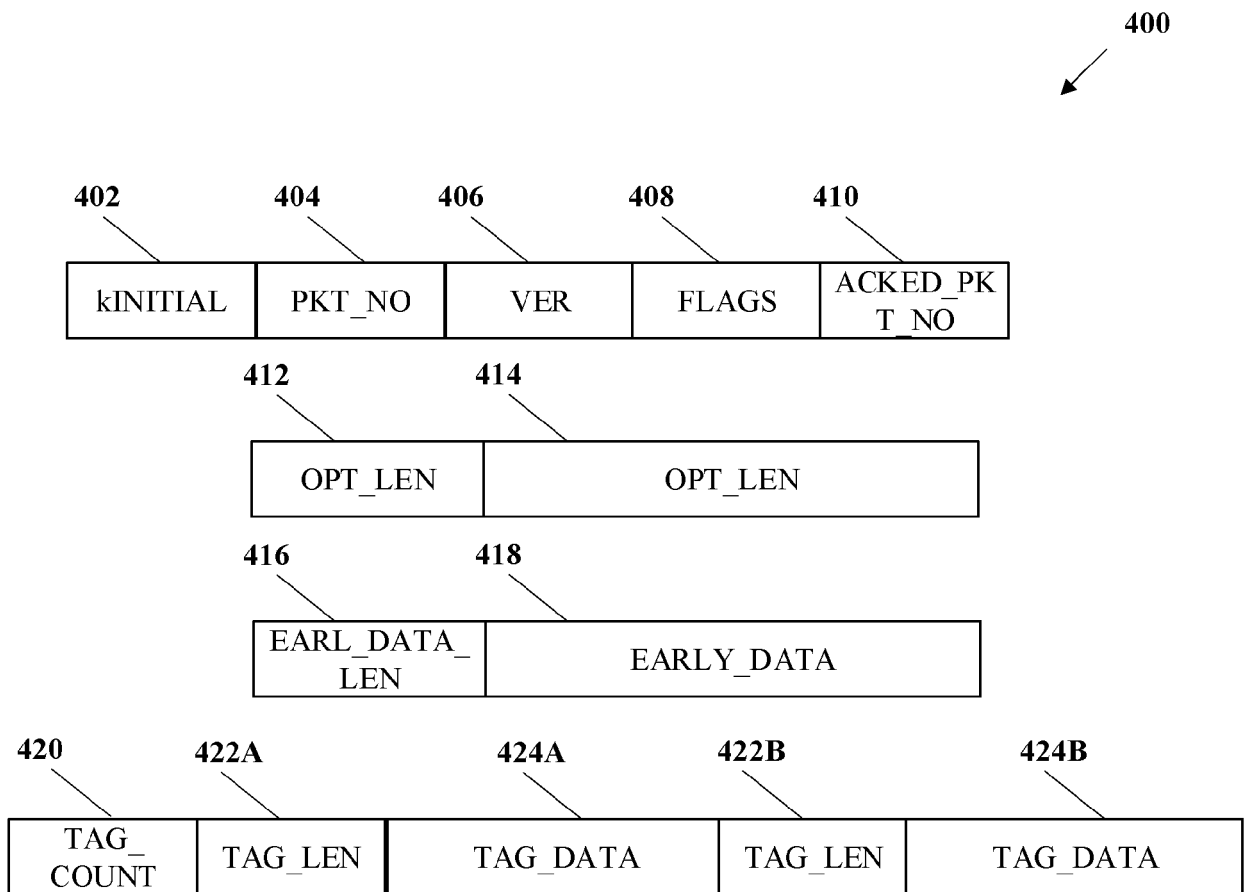 400
402 404 406 408 410
kINITIAL PKT_NO VER FLAGS ACKED_PK
T_NO
412 414
OPT_LEN OPT_LEN
416 418
EARL_DATA_
LEN EARLY_DATA
420 422A 424A 422B 424B
TAG_
COUNT TAG_LEN TAG_DATA TAG_LEN TAG_DATA